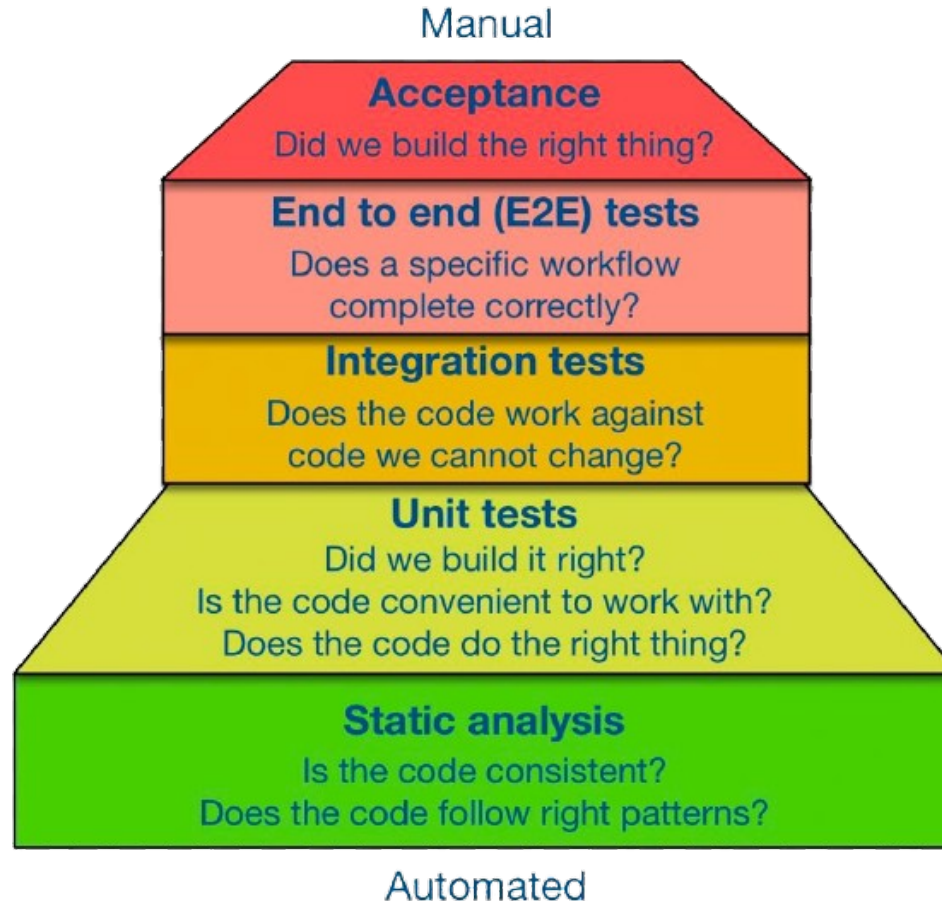 Manual
Acceptance
Did we build the right thing?
End to end (E2E) tests
Does a specific workflow
complete correctly?
Integration tests
Does the code work against
code we cannot change?
Unit tests
Did we build it right?
Is the code convenient to work with?
Does the code do the right thing?
Static analysis
Is the code consistent?
Does the code follow right patterns?
Automated